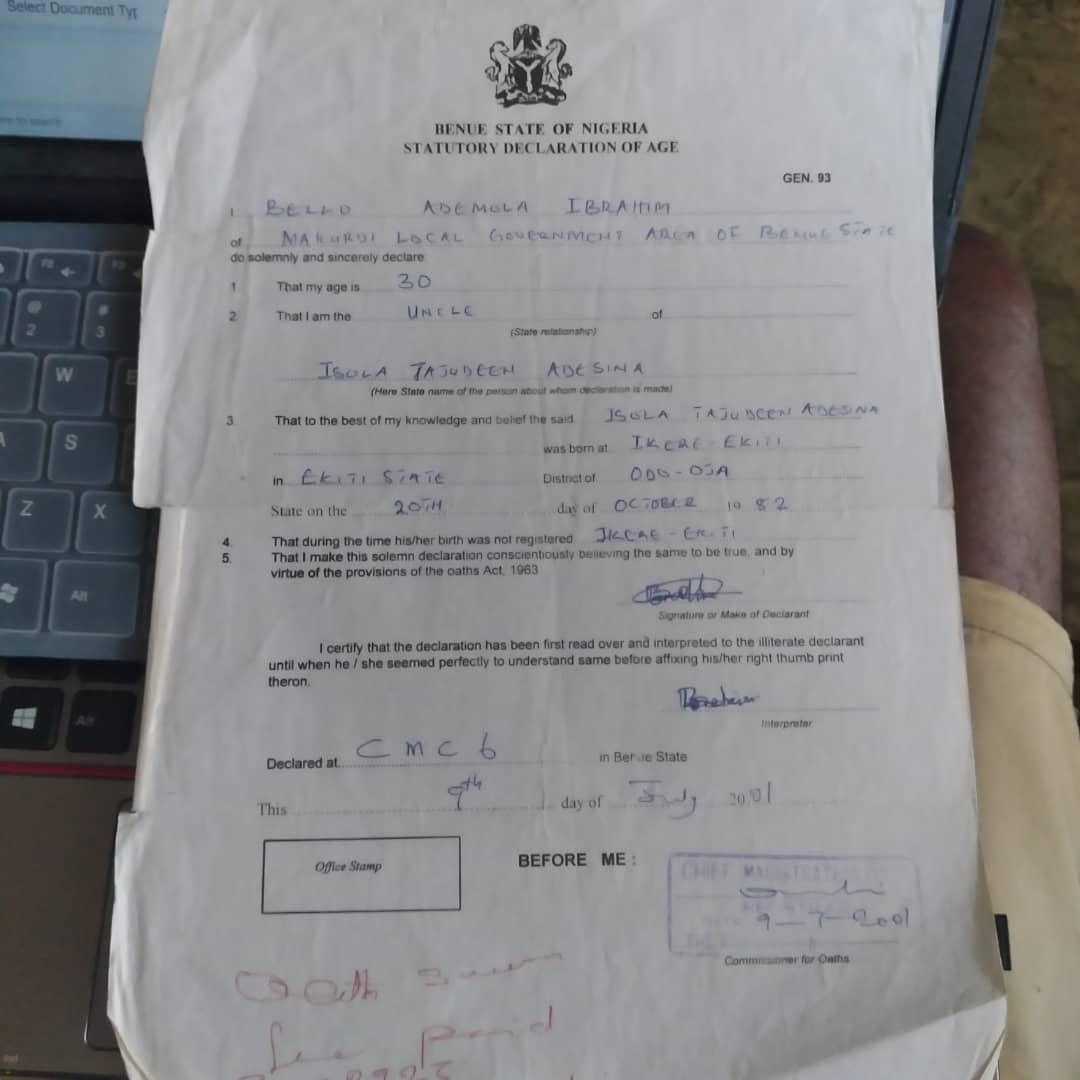 Select Document Typ
BENUE STATE OF NIGERIA
STATUTORY DECLARATION OF AGE
GEN. 93
I BELLO ADEMOLA IBRAHIM
of MAKURDI LOCAL GOVERNMENT AREA OF BENUE STATE
do solemnly and sincerely declare
1. That my age is 30
2. That I am the UNCLE of
(State relationship)
ISOLA TAJUDEEN ADESINA
(Here State name of the person about whom declaration is made)
3. That to the best of my knowledge and belief the said ISOLA TAJUDEEN ADESINA
was born at IKERE-EKITI
in EKITI STATE District of ODO-OJA
State on the 20TH day of OCTOBER 19 82
4. That during the time his/her birth was not registered IKERE-EKITI
5. That I make this solemn declaration conscientiously believing the same to be true, and by
virtue of the provisions of the oaths Act, 1963
Signature or Make of Declarant
I certify that the declaration has been first read over and interpreted to the illiterate declarant
until when he / she seemed perfectly to understand same before affixing his/her right thumb print
theron.
Interpreter
Declared at CMC 6 in Benue State
This 9th day of July 2001
Office Stamp
BEFORE ME :
CHIEF MAGISTRATE
9-7-2001
Commissioner for Oaths
Oath
fee paid
F2
F3
@
2
3
W
E
A
S
Z
X
Alt
Alt